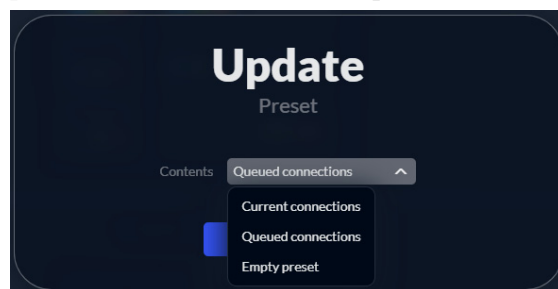 Update
Preset
Contents Queued connections
Current connections
Queued connections
Empty preset